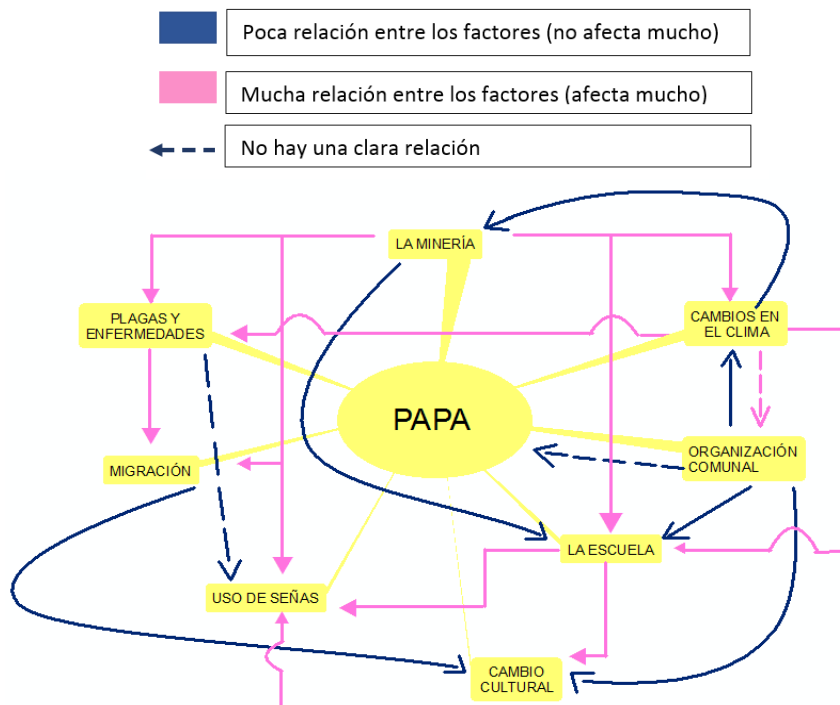 Poca relación entre los factores (no afecta mucho)
Mucha relación entre los factores (afecta mucho)
No hay una clara relación
LA MINERÍA
PLAGAS Y
ENFERMEDADES
CAMBIOS EN
EL CLIMA
PAPA
ORGANIZACIÓN
COMUNAL
MIGRACIÓN
LA ESCUELA
USO DE SEÑAS
CAMBIO
CULTURAL